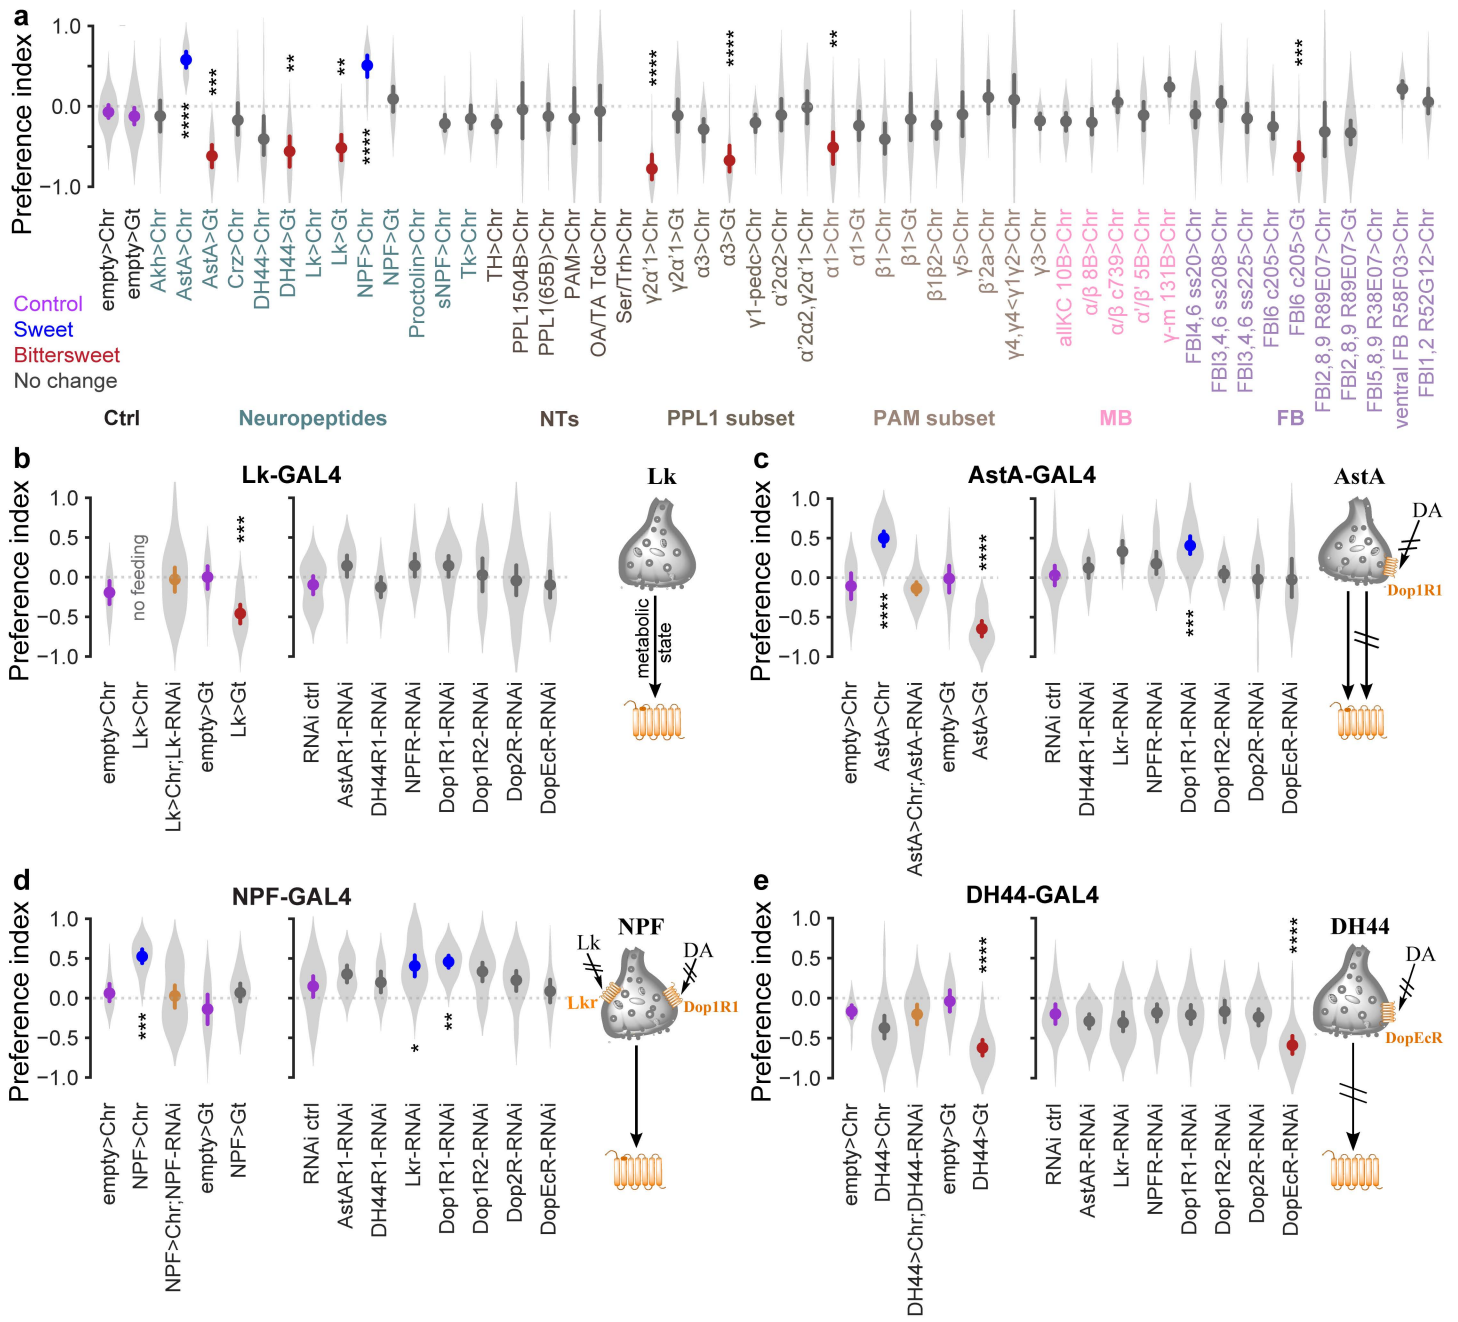 a
Preference index
1.0
0.0
−1.0
**** *** ** ** **** **** **** ** ***
empty>Chr
empty>Gt
Akh>Chr
AstA>Chr
AstA>Gt
Crz>Chr
DH44>Chr
DH44>Gt
Lk>Chr
Lk>Gt
NPF>Chr
NPF>Gt
Proctolin>Chr
sNPF>Chr
Tk>Chr
TH>Chr
PPL1504B>Chr
PPL1(65B)>Chr
PAM>Chr
OA/TA Tdc>Chr
Ser/Trh>Chr
γ2α'1>Chr
γ2α'1>Gt
α3>Chr
α3>Gt
γ1-pedc>Chr
α'2α2>Chr
α'2α2,γ2α'1>Chr
α1>Chr
α1>Gt
β1>Chr
β1>Gt
β1β2>Chr
γ5>Chr
β'2a>Chr
γ4,γ4<γ1γ2>Chr
γ3>Chr
allKC 10B>Chr
α/β 8B>Chr
α/β c739>Chr
α'/β' 5B>Chr
γ-m 131B>Chr
FBl4,6 ss20>Chr
FBl3,4,6 ss208>Chr
FBl3,4,6 ss225>Chr
FBl6 c205>Chr
FBl6 c205>Gt
FBl2,8,9 R89E07>Chr
FBl2,8,9 R89E07>Gt
FBl5,8,9 R38E07>Chr
ventral FB R58F03>Chr
FBl1,2 R52G12>Chr
Control
Sweet
Bittersweet
No change
Ctrl Neuropeptides NTs PPL1 subset PAM subset MB FB
b
Lk-GAL4
Preference index
1.0
0.5
0.0
−0.5
−1.0
no feeding
***
empty>Chr
Lk>Chr
Lk>Chr;Lk-RNAi
empty>Gt
Lk>Gt
RNAi ctrl
AstAR1-RNAi
DH44R1-RNAi
NPFR-RNAi
Dop1R1-RNAi
Dop1R2-RNAi
Dop2R-RNAi
DopEcR-RNAi
Lk
metabolic
state
c
AstA-GAL4
Preference index
1.0
0.5
0.0
−0.5
−1.0
****
****
***
empty>Chr
AstA>Chr
AstA>Chr;AstA-RNAi
empty>Gt
AstA>Gt
RNAi ctrl
DH44R1-RNAi
Lkr-RNAi
NPFR-RNAi
Dop1R1-RNAi
Dop1R2-RNAi
Dop2R-RNAi
DopEcR-RNAi
AstA
DA
Dop1R1
d
NPF-GAL4
Preference index
1.0
0.5
0.0
−0.5
−1.0
***
*
**
empty>Chr
NPF>Chr
NPF>Chr;NPF-RNAi
empty>Gt
NPF>Gt
RNAi ctrl
AstAR1-RNAi
DH44R1-RNAi
Lkr-RNAi
Dop1R1-RNAi
Dop1R2-RNAi
Dop2R-RNAi
DopEcR-RNAi
NPF
Lk
DA
Lkr
Dop1R1
e
DH44-GAL4
Preference index
1.0
0.5
0.0
−0.5
−1.0
****
****
empty>Chr
DH44>Chr
DH44>Chr;DH44-RNAi
empty>Gt
DH44>Gt
RNAi ctrl
AstAR-RNAi
Lkr-RNAi
NPFR-RNAi
Dop1R1-RNAi
Dop1R2-RNAi
Dop2R-RNAi
DopEcR-RNAi
DH44
DA
DopEcR